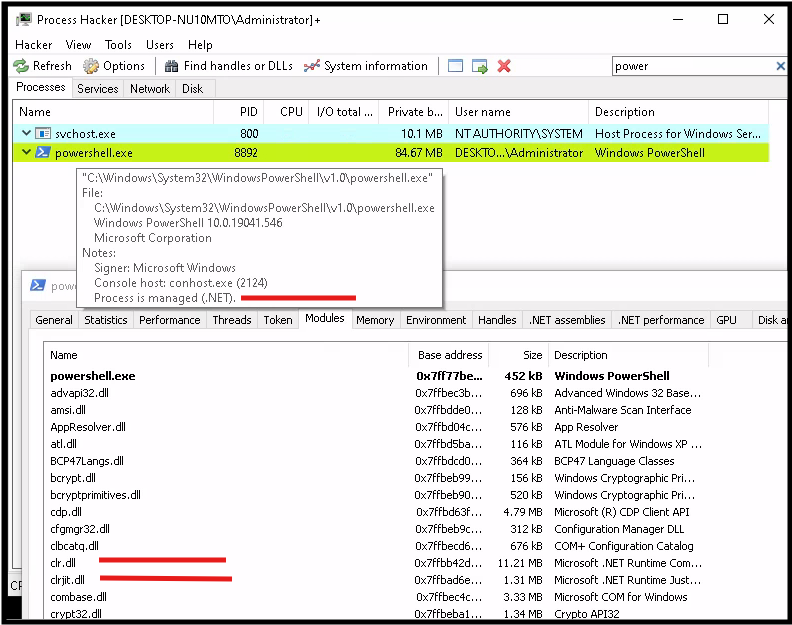 Process Hacker [DESKTOP-NU10MTO\Administrator]+
Hacker View Tools Users Help
Refresh Options Find handles or DLLs System information power
Processes Services Network Disk
Name PID CPU I/O total ... Private b... User name Description
svchost.exe 800 10.1 MB NT AUTHORITY\SYSTEM Host Process for Windows Ser...
powershell.exe 8892 84.67 MB DESKTO...\Administrator Windows PowerShell
"C:\Windows\System32\WindowsPowerShell\v1.0\powershell.exe"
File:
C:\Windows\System32\WindowsPowerShell\v1.0\powershell.exe
Windows PowerShell 10.0.19041.546
Microsoft Corporation
Notes:
Signer: Microsoft Windows
Console host: conhost.exe (2124)
Process is managed (.NET).
General Statistics Performance Threads Token Modules Memory Environment Handles .NET assemblies .NET performance GPU Disk
Name Base address Size Description
powershell.exe 0x7ff77be... 452 kB Windows PowerShell
advapi32.dll 0x7ffbec3b... 696 kB Advanced Windows 32 Base...
amsi.dll 0x7ffbdde0... 128 kB Anti-Malware Scan Interface
AppResolver.dll 0x7ffbd04c... 576 kB App Resolver
atl.dll 0x7ffbd5ba... 116 kB ATL Module for Windows XP ...
BCP47Langs.dll 0x7ffbdcd0... 364 kB BCP47 Language Classes
bcrypt.dll 0x7ffbeb99... 156 kB Windows Cryptographic Pri...
bcryptprimitives.dll 0x7ffbeb90... 520 kB Windows Cryptographic Pri...
cdp.dll 0x7ffbd63f... 4.79 MB Microsoft (R) CDP Client API
cfgmgr32.dll 0x7ffbeb9c... 312 kB Configuration Manager DLL
clbcatq.dll 0x7ffbecd6... 676 kB COM+ Configuration Catalog
clr.dll 0x7ffbb42d... 11.21 MB Microsoft .NET Runtime Com...
clrjit.dll 0x7ffbad6e... 1.31 MB Microsoft .NET Runtime Just...
combase.dll 0x7ffbec4c... 3.33 MB Microsoft COM for Windows
crypt32.dll 0x7ffbeba1... 1.34 MB Crypto API32